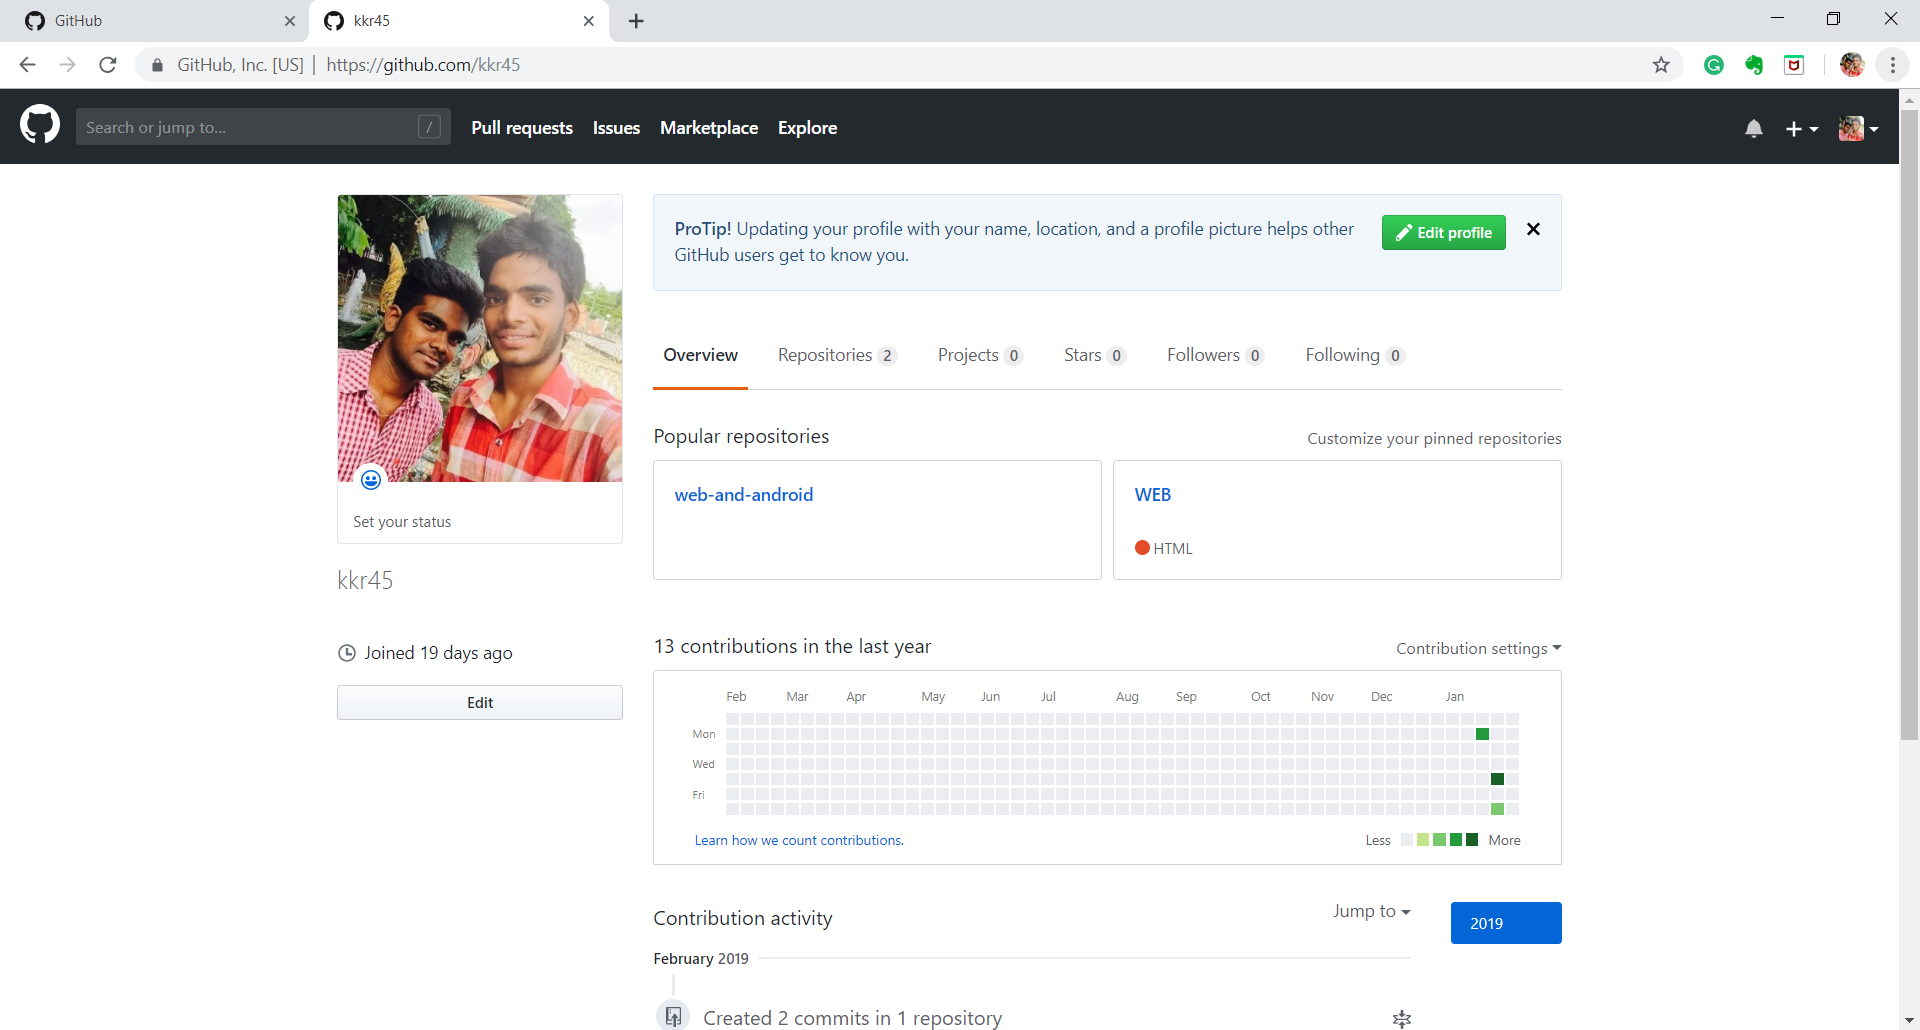 GitHub
kkr45
GitHub, Inc. [US] | https://github.com/kkr45
Search or jump to... /
Pull requests Issues Marketplace Explore
ProTip! Updating your profile with your name, location, and a profile picture helps other
GitHub users get to know you.
Edit profile
Overview Repositories 2 Projects 0 Stars 0 Followers 0 Following 0
Popular repositories
Customize your pinned repositories
web-and-android
WEB
HTML
Set your status
kkr45
Joined 19 days ago
Edit
13 contributions in the last year
Contribution settings
Feb Mar Apr May Jun Jul Aug Sep Oct Nov Dec Jan
Mon
Wed
Fri
Learn how we count contributions.
Less More
Contribution activity
Jump to
2019
February 2019
Created 2 commits in 1 repository